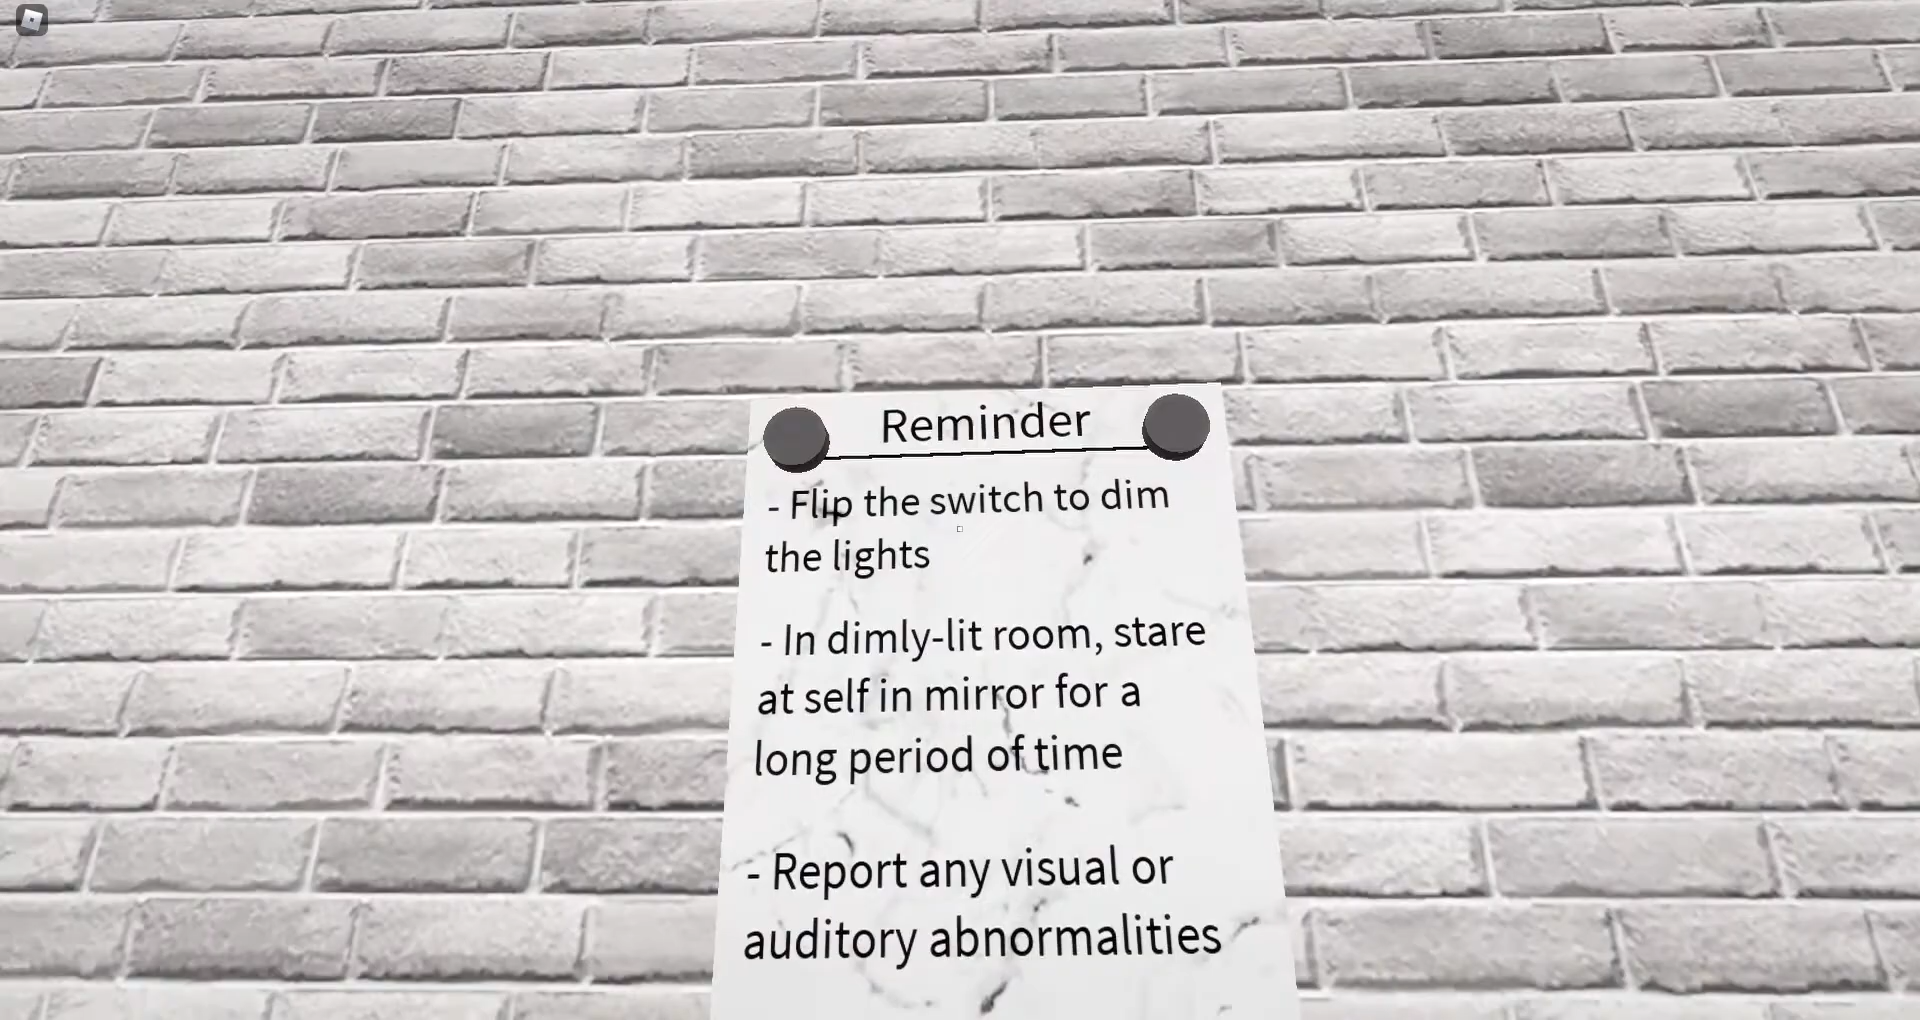 Reminder
- Flip the switch to dim
the lights
- In dimly-lit room, stare
at self in mirror for a
long period of time
- Report any visual or
auditory abnormalities